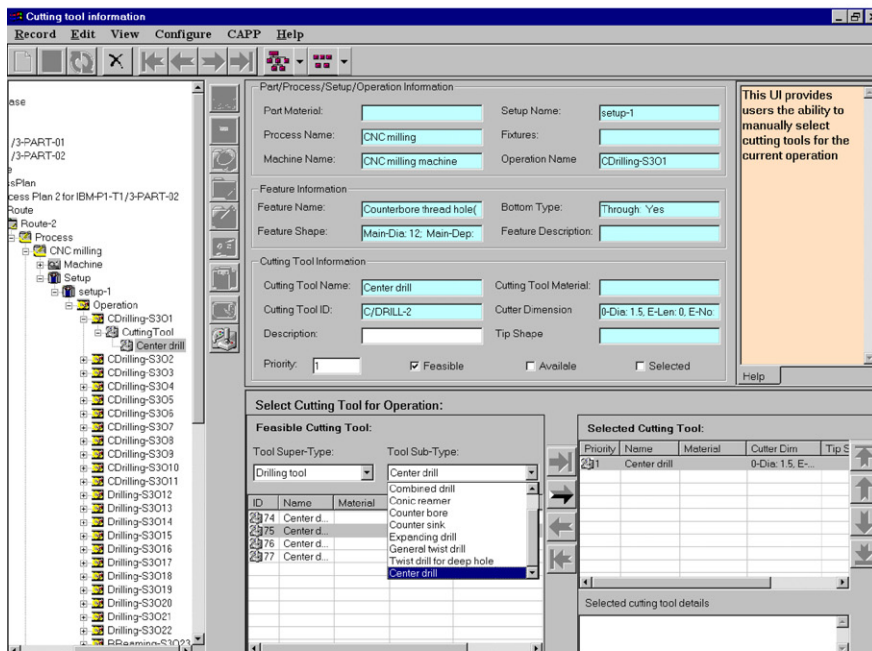 Cutting tool information
Record Edit View Configure CAPP Help
ase
/3-PART-01
/3-PART-02
e
sPlan
cess Plan 2 for IBM-P1-T1/3-PART-02
Route
Route-2
Process
CNC milling
Machine
Setup
setup-1
Operation
CDrilling-S3O1
CuttingTool
Center drill
CDrilling-S3O2
CDrilling-S3O3
CDrilling-S3O4
CDrilling-S3O5
CDrilling-S3O6
CDrilling-S3O7
CDrilling-S3O8
CDrilling-S3O9
CDrilling-S3O10
CDrilling-S3O11
Drilling-S3O12
Drilling-S3O13
Drilling-S3O14
Drilling-S3O15
Drilling-S3O16
Drilling-S3O17
Drilling-S3O18
Drilling-S3O19
Drilling-S3O20
Drilling-S3O21
Drilling-S3O22
RReaming-S3O23
Part/Process/Setup/Operation Information
Part Material: Setup Name: setup-1
Process Name: CNC milling Fixtures:
Machine Name: CNC milling machine Operation Name CDrilling-S3O1
Feature Information
Feature Name: Counterbore thread hole( Bottom Type: Through: Yes
Feature Shape: Main-Dia: 12; Main-Dep: Feature Description:
Cutting Tool Information
Cutting Tool Name: Center drill Cutting Tool Material:
Cutting Tool ID: C/DRILL-2 Cutter Dimension 0-Dia: 1.5, E-Len: 0, E-No:
Description: Tip Shape
Priority: 1 Feasible Availale Selected
This UI provides
users the ability to
manually select
cutting tools for the
current operation
Help
Select Cutting Tool for Operation:
Feasible Cutting Tool:
Tool Super-Type: Tool Sub-Type:
Drilling tool Center drill
ID Name Material
74 Center d...
75 Center d...
76 Center d...
77 Center d...
Combined drill
Conic reamer
Counter bore
Counter sink
Expanding drill
General twist drill
Twist drill for deep hole
Center drill
Selected Cutting Tool:
Priority Name Material Cutter Dim Tip S
1 Center drill 0-Dia: 1.5, E-...
Selected cutting tool details